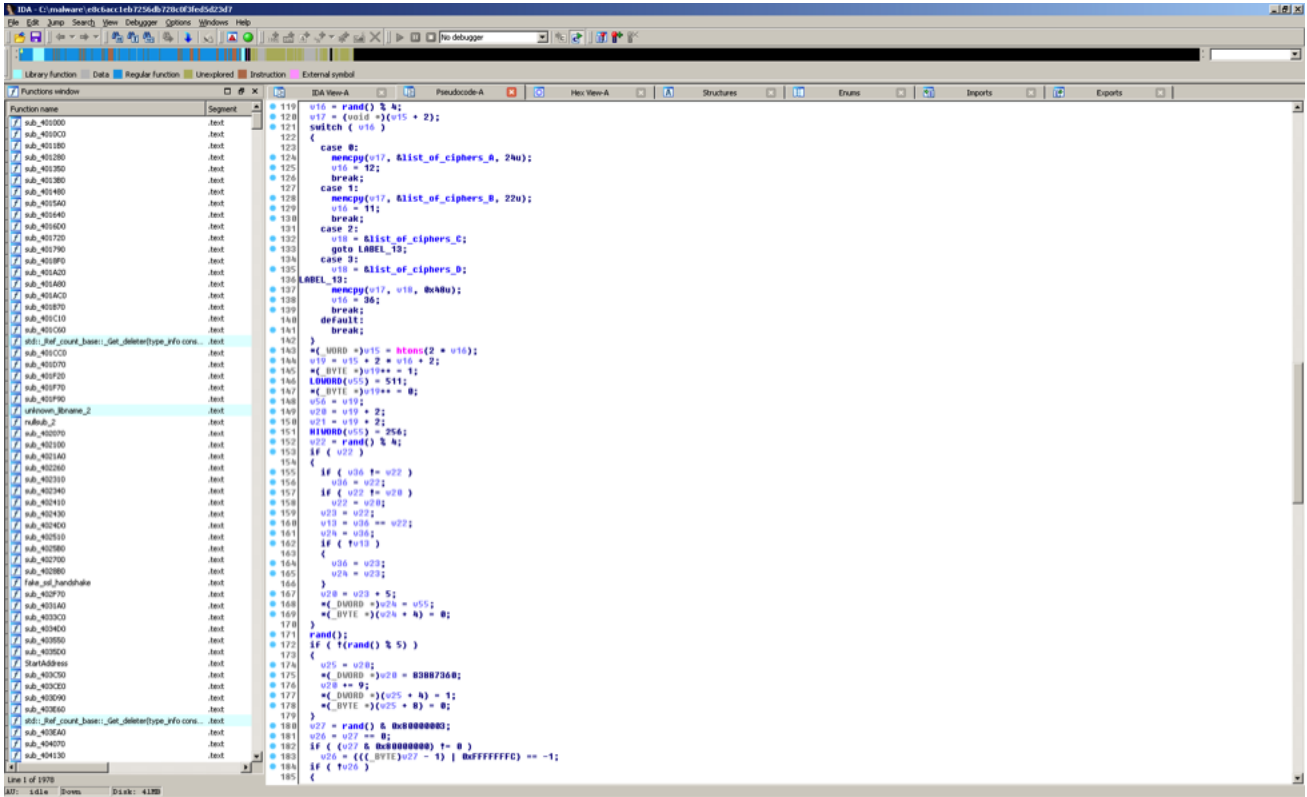 IDA - C:\malware\e8c6acc1eb7256db728c0f3fed5d23d7
File Edit Jump Search View Debugger Options Windows Help
No debugger
Library function Data Regular function Unexplored Instruction External symbol
Functions window
IDA View-A Pseudocode-A Hex View-A Structures Enums Imports Exports
Function name Segment
sub_401000 .text
sub_4010C0 .text
sub_4011B0 .text
sub_401280 .text
sub_401350 .text
sub_4013B0 .text
sub_401480 .text
sub_4015A0 .text
sub_401640 .text
sub_4016D0 .text
sub_401720 .text
sub_401790 .text
sub_4018F0 .text
sub_401A20 .text
sub_401A80 .text
sub_401AC0 .text
sub_401B70 .text
sub_401C10 .text
sub_401C60 .text
std::_Ref_count_base::_Get_deleter(type_info cons... .text
sub_401CCD .text
sub_401D70 .text
sub_401F20 .text
sub_401F70 .text
sub_401F90 .text
unknown_libname_2 .text
nullsub_2 .text
sub_402070 .text
sub_402100 .text
sub_4021A0 .text
sub_402260 .text
sub_402310 .text
sub_402340 .text
sub_402410 .text
sub_402430 .text
sub_4024D0 .text
sub_402510 .text
sub_402580 .text
sub_402700 .text
sub_402880 .text
fake_ssl_handshake .text
sub_402F70 .text
sub_4031A0 .text
sub_4033C0 .text
sub_4034D0 .text
sub_403550 .text
sub_4035D0 .text
StartAddress .text
sub_403C50 .text
sub_403CE0 .text
sub_403D90 .text
sub_403E60 .text
std::_Ref_count_base::_Get_deleter(type_info cons... .text
sub_403EA0 .text
sub_404070 .text
sub_404130 .text
Line 1 of 1978
119 v16 = rand() % 4;
120 v17 = (void *)(v15 + 2);
121 switch ( v16 )
122 {
123 case 0:
124 memcpy(v17, &list_of_ciphers_A, 24u);
125 v16 = 12;
126 break;
127 case 1:
128 memcpy(v17, &list_of_ciphers_B, 22u);
129 v16 = 11;
130 break;
131 case 2:
132 v18 = &list_of_ciphers_C;
133 goto LABEL_13;
134 case 3:
135 v18 = &list_of_ciphers_D;
136 LABEL_13:
137 memcpy(v17, v18, 0x48u);
138 v16 = 36;
139 break;
140 default:
141 break;
142 }
143 *(_WORD *)v15 = htons(2 * v16);
144 v19 = v15 + 2 * v16 + 2;
145 *(_BYTE *)v19++ = 1;
146 LOWORD(v55) = 511;
147 *(_BYTE *)v19++ = 0;
148 v56 = v19;
149 v20 = v19 + 2;
150 v21 = v19 + 2;
151 HIWORD(v55) = 256;
152 v22 = rand() % 4;
153 if ( v22 )
154 {
155 if ( v36 != v22 )
156 v36 = v22;
157 if ( v22 != v20 )
158 v22 = v20;
159 v23 = v22;
160 v13 = v36 == v22;
161 v24 = v36;
162 if ( !v13 )
163 {
164 v36 = v23;
165 v24 = v23;
166 }
167 v20 = v23 + 5;
168 *(_DWORD *)v24 = v55;
169 *(_BYTE *)(v24 + 4) = 0;
170 }
171 rand();
172 if ( !(rand() % 5) )
173 {
174 v25 = v20;
175 *(_DWORD *)v20 = 83887360;
176 v20 += 9;
177 *(_DWORD *)(v25 + 4) = 1;
178 *(_BYTE *)(v25 + 8) = 0;
179 }
180 v27 = rand() & 0x80000003;
181 v26 = v27 == 0;
182 if ( (v27 & 0x80000000) != 0 )
183 v26 = (((_BYTE)v27 - 1) | 0xFFFFFFFC) == -1;
184 if ( !v26 )
185 {
AU: idle Down Disk: 41MB